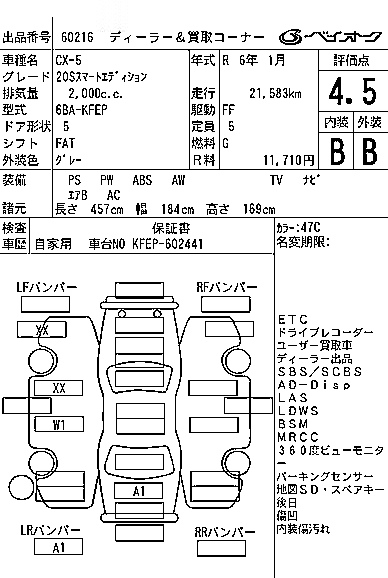 出品番号 60216 ディーラー&買取コーナー ベイオク
車種名 CX-5 年式 R 6年 1月 評価点
グレード 20Sスマートエディション
排気量 2,000c.c. 走行 21,583km 4.5
型式 6BA-KFEP 駆動 FF
ドア形状 5 定員 5 内装 外装
シフト FAT 燃料 G
外装色 グレー R料 11,710円 B B
装備 PS PW ABS AW TV ナビ
エアB AC
諸元 長さ 457cm 幅 184cm 高さ 169cm
検査 保証書 カラー:47C
車歴 自家用 車台NO KFEP-602441 名変期限:
LFバンパー RFバンパー
XX
XX
W1
A1
LRバンパー RRバンパー
A1
ETC
ドライブレコーダー
ユーザー買取車
ディーラー出品
SBS/SCBS
AD-Disp
LAS
LDWS
BSM
MRCC
360度ビューモニタ
ー
パーキングセンサー
地図SD・スペアキー
後日
傷凹
内装傷汚れ